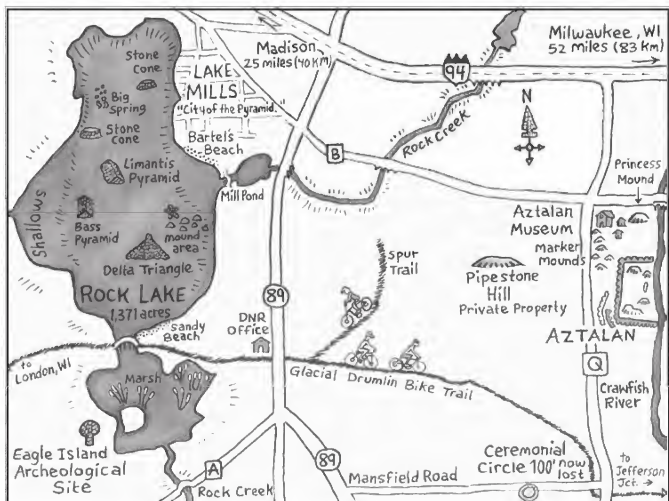 Stone
Cone
Big
Spring
Stone
Cone
Limantis
Pyramid
Shallows
Bass
Pyramid
mound
area
Delta Triangle
ROCK LAKE
1,371 acres
Sandy
Beach
LAKE
MILLS
"City of the Pyramid"
Bartel's
Beach
Mill Pond
Madison
25 miles (40 Km)
94
Milwaukee, WI
52 miles (83 km)
Rock Creek
N
B
Princess
Mound
Aztalan
Museum
Marker
Mounds
Spur
Trail
Pipestone
Hill
Private Property
AZTALAN
89
DNR
Office
Q
Crawfish
River
to
London, WI
Glacial Drumlin Bike Trail
Marsh
Eagle Island
Archeological
Site
A
Rock Creek
89
Mansfield Road
Ceremonial
Circle 100' now
lost
to
Jefferson
Jct. →